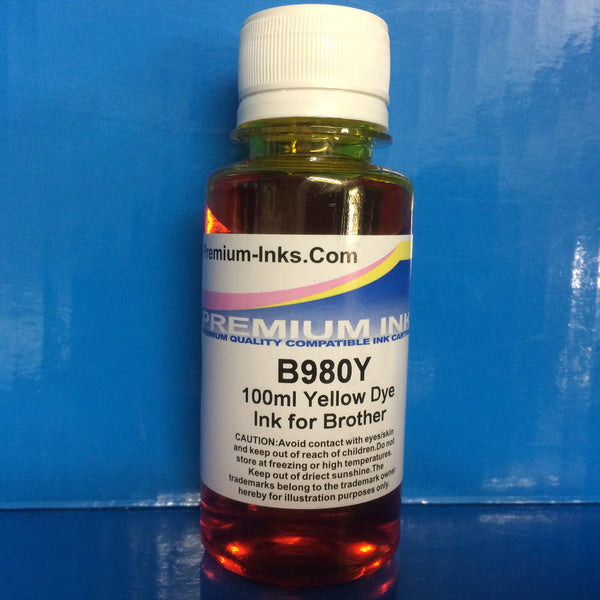 Premium-Inks.Com
PREMIUM INK
PREMIUM QUALITY COMPATIBLE INK CARTR
B980Y
100ml Yellow Dye
Ink for Brother
CAUTION:Avoid contact with eyes/skin
and keep out of reach of children.Do not
store at freezing or high temperatures.
Keep out of driect sunshine.The
trademarks belong to the trademark owner
hereby for illustration purposes only.